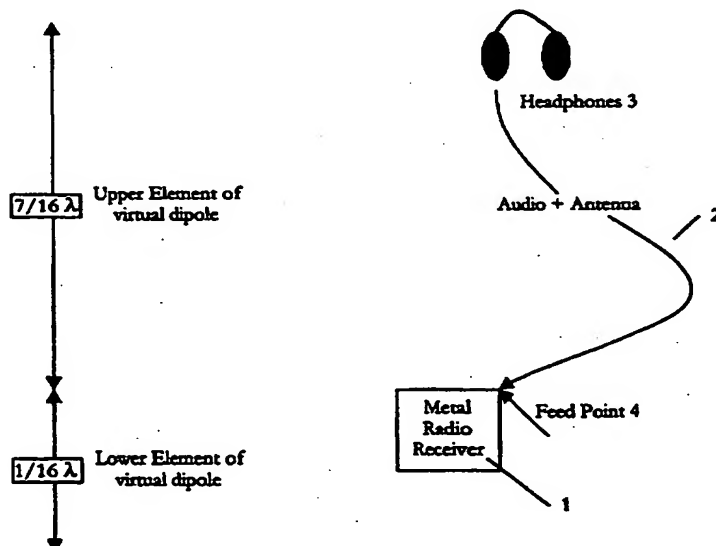 Headphones 3
7/16 λ
Upper Element of
virtual dipole
Audio + Antenna
2
Metal
Radio
Receiver
Feed Point 4
1/16 λ
Lower Element of
virtual dipole
1